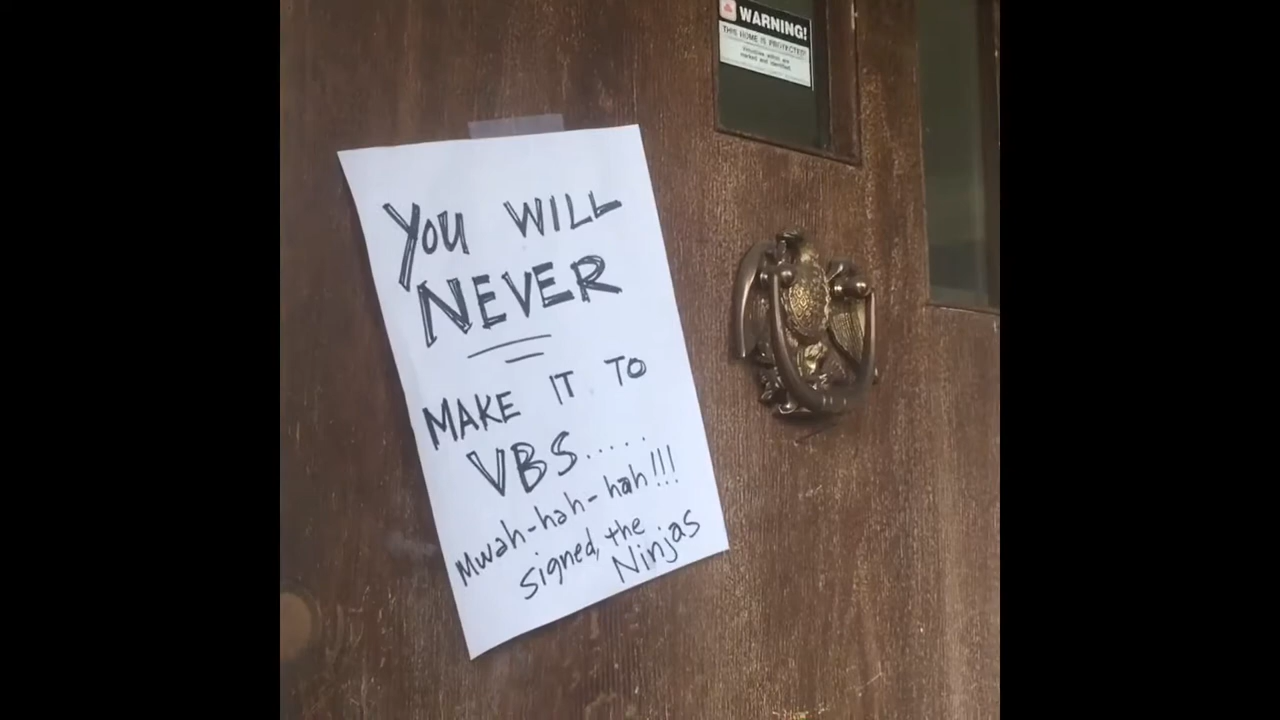 WARNING!
THIS HOME IS PROTECTED!
YOU WILL
NEVER
MAKE IT TO
VBS.....
Mwah-hah-hah!!!
signed, the
Ninjas